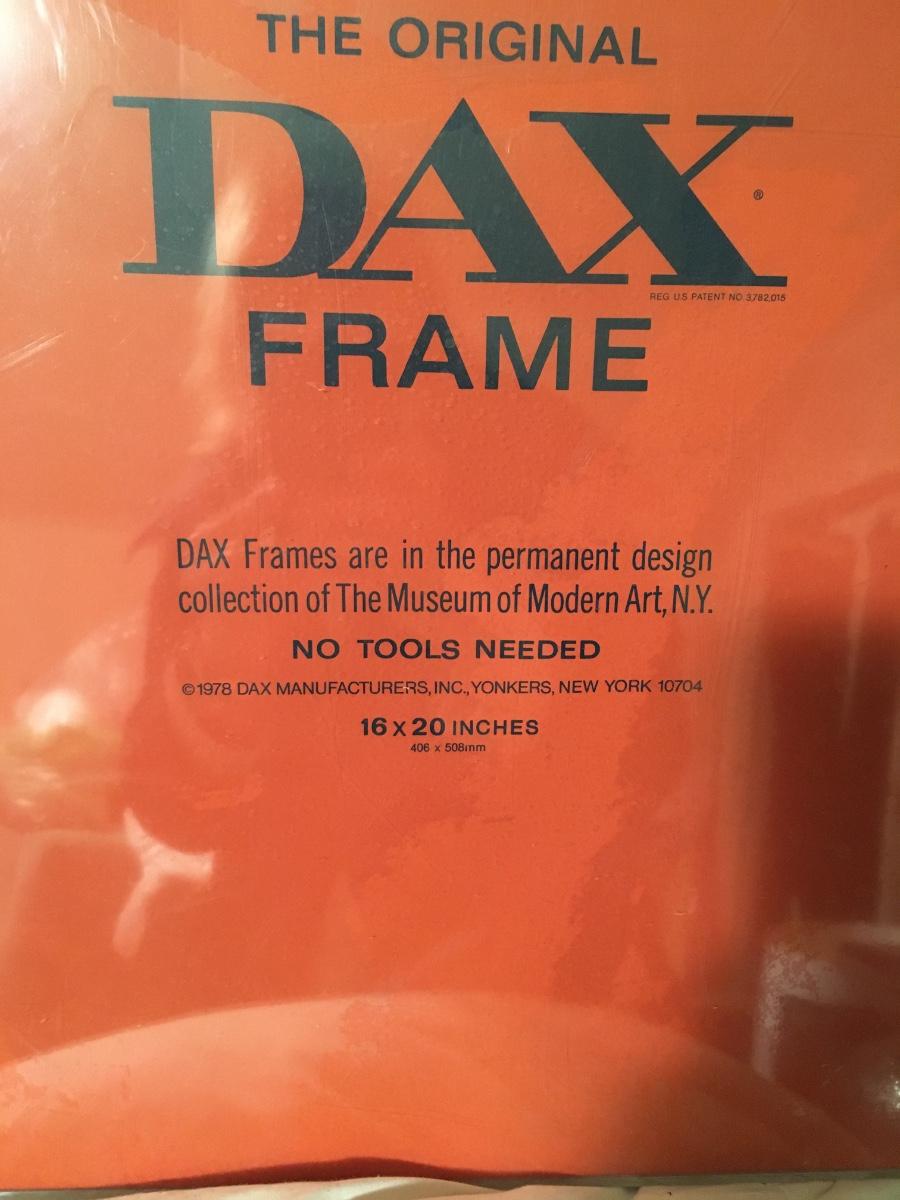 THE ORIGINAL
DAX®
REG U.S PATENT NO. 3,782,015
FRAME
DAX Frames are in the permanent design
collection of The Museum of Modern Art, N.Y.
NO TOOLS NEEDED
©1978 DAX MANUFACTURERS, INC., YONKERS, NEW YORK 10704
16 x 20 INCHES
406 x 508mm